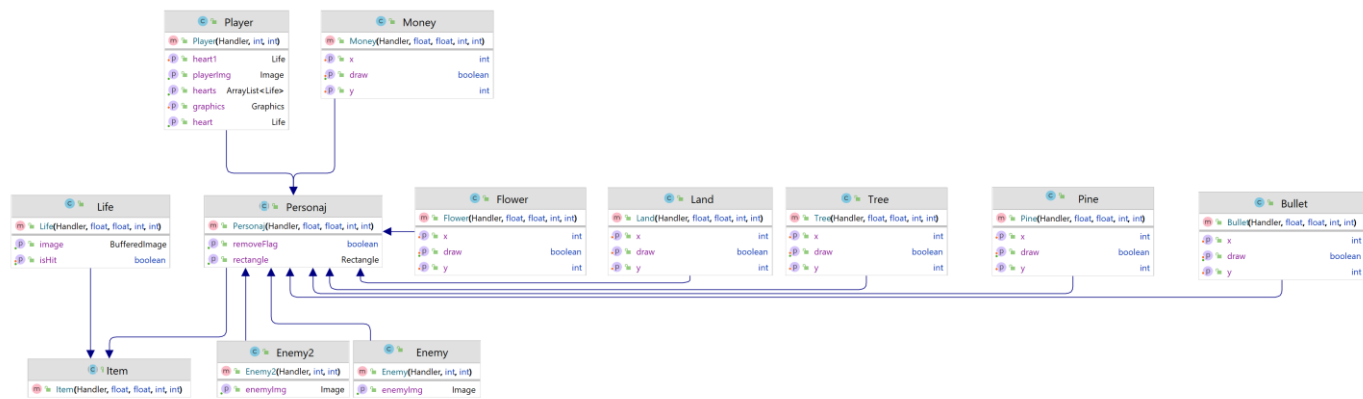 Player
Player(Handler, int, int)
heart1 Life
playerImg Image
hearts ArrayList<Life>
graphics Graphics
heart Life
Money
Money(Handler, float, float, int, int)
x int
draw boolean
y int
Life
Life(Handler, float, float, int, int)
image BufferedImage
isHit boolean
Personaj
Personaj(Handler, float, float, int, int)
removeFlag boolean
rectangle Rectangle
Flower
Flower(Handler, float, float, int, int)
x int
draw boolean
y int
Land
Land(Handler, float, float, int, int)
x int
draw boolean
y int
Tree
Tree(Handler, float, float, int, int)
x int
draw boolean
y int
Pine
Pine(Handler, float, float, int, int)
x int
draw boolean
y int
Bullet
Bullet(Handler, float, float, int, int)
x int
draw boolean
y int
Item
Item(Handler, float, float, int, int)
Enemy2
Enemy2(Handler, int, int)
enemyImg Image
Enemy
Enemy(Handler, int, int)
enemyImg Image